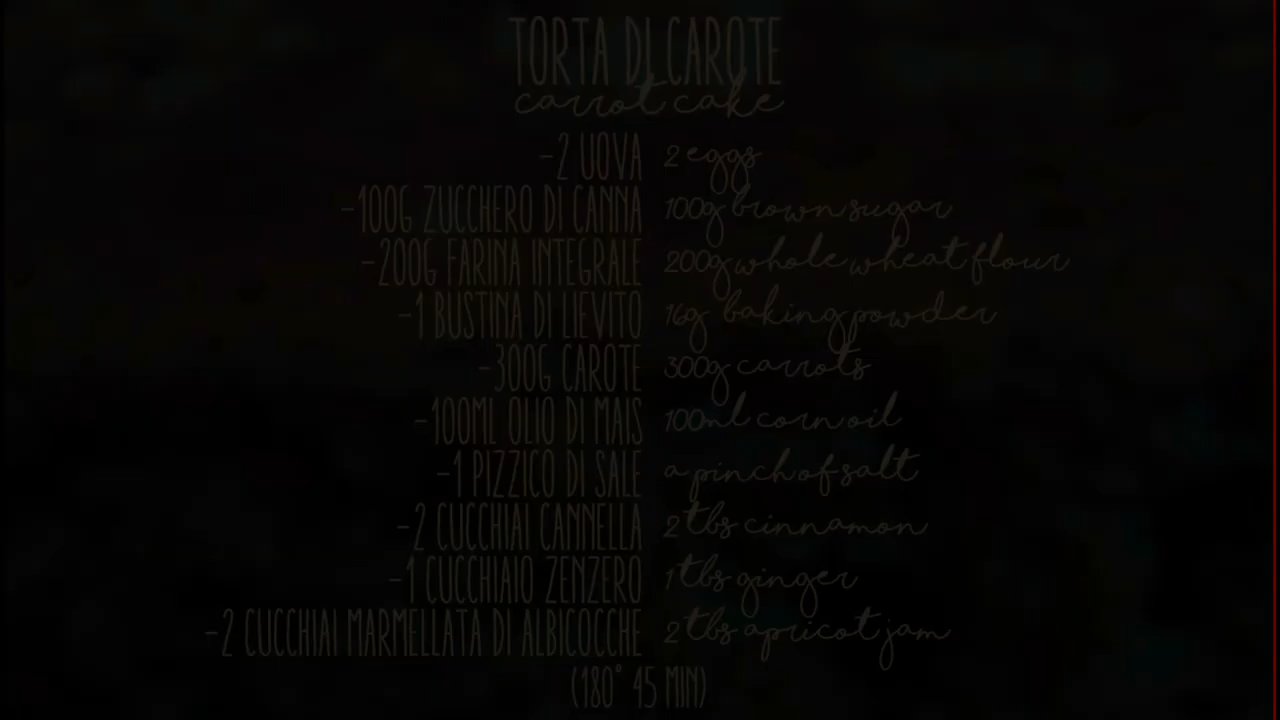 TORTA DI CAROTE
carrot cake
-2 UOVA 2 eggs
-100G ZUCCHERO DI CANNA 100g brown sugar
-200G FARINA INTEGRALE 200g whole wheat flour
-1 BUSTINA DI LIEVITO 16g baking powder
-300G CAROTE 300g carrots
-100ML OLIO DI MAIS 100ml corn oil
-1 PIZZICO DI SALE a pinch of salt
-2 CUCCHIAI CANNELLA 2 tbs cinnamon
-1 CUCCHIAIO ZENZERO 1 tbs ginger
-2 CUCCHIAI MARMELLATA DI ALBICOCCHE 2 tbs apricot jam
(180° 45 MIN)